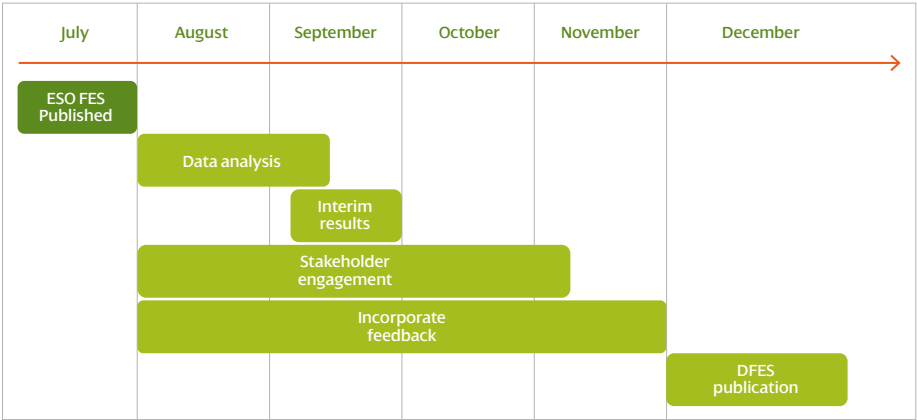 July August September October November December
ESO FES
Published
Data analysis
Interim
results
Stakeholder
engagement
Incorporate
feedback
DFES
publication